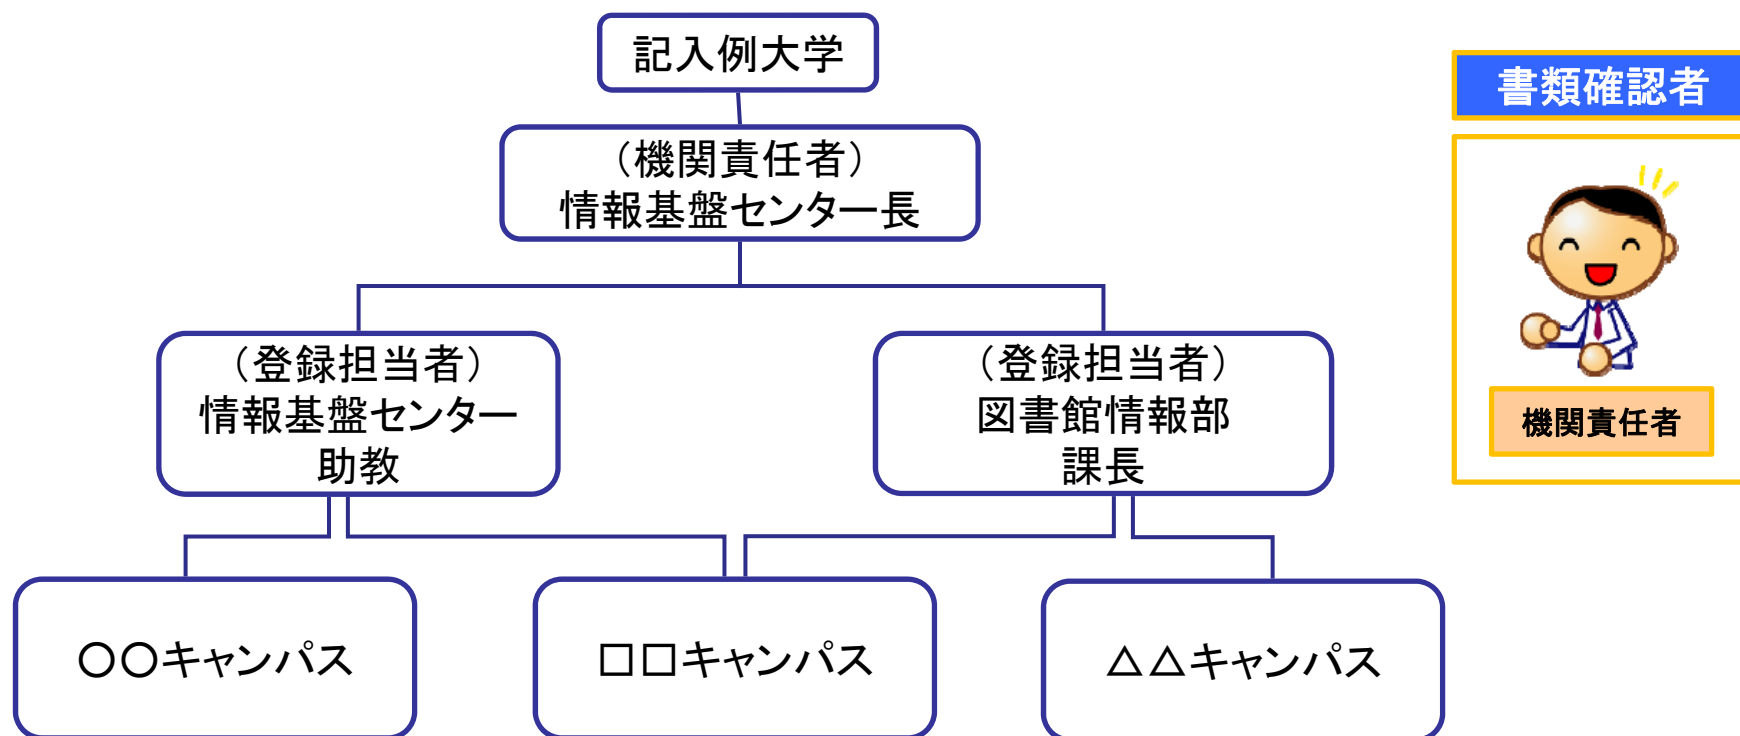 記入例大学
書類確認者
（機関責任者）
情報基盤センター長
（登録担当者）
情報基盤センター
助教
（登録担当者）
図書館情報部
課長
機関責任者
〇〇キャンパス
□□キャンパス
△△キャンパス